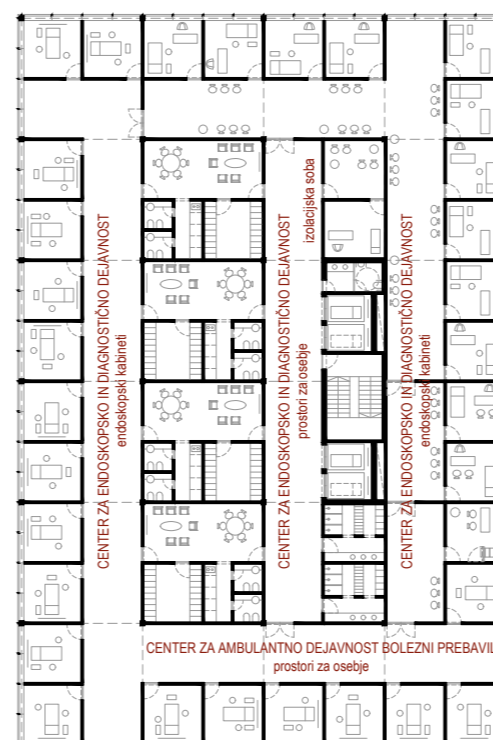 CENTER ZA ENDOSKOPSKO IN DIAGNOSTIČNO DEJAVNOST
endoskopski kabineti
CENTER ZA ENDOSKOPSKO IN DIAGNOSTIČNO DEJAVNOST
prostori za osebje
izolacijska soba
CENTER ZA ENDOSKOPSKO IN DIAGNOSTIČNO DEJAVNOST
endoskopski kabineti
CENTER ZA AMBULANTNO DEJAVNOST BOLEZNI PREBAVIL
prostori za osebje